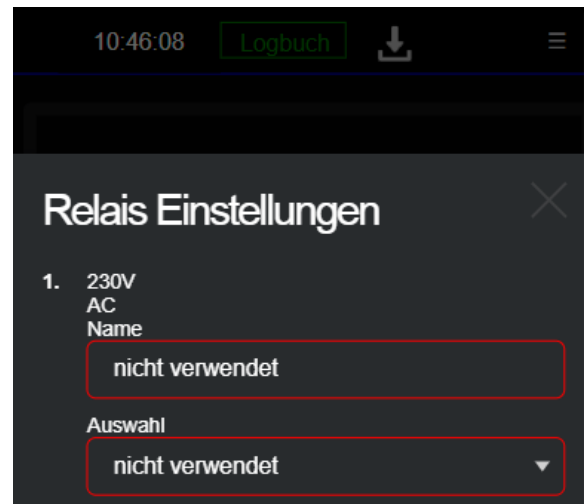 10:46:08 Logbuch
Relais Einstellungen
1. 230V
AC
Name
nicht verwendet
Auswahl
nicht verwendet